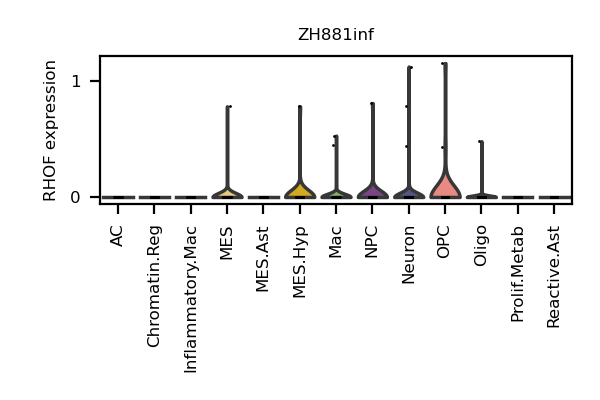 ZH881inf
RHOF expression
1
0
AC
Chromatin.Reg
Inflammatory.Mac
MES
MES.Ast
MES.Hyp
Mac
NPC
Neuron
OPC
Oligo
Prolif.Metab
Reactive.Ast